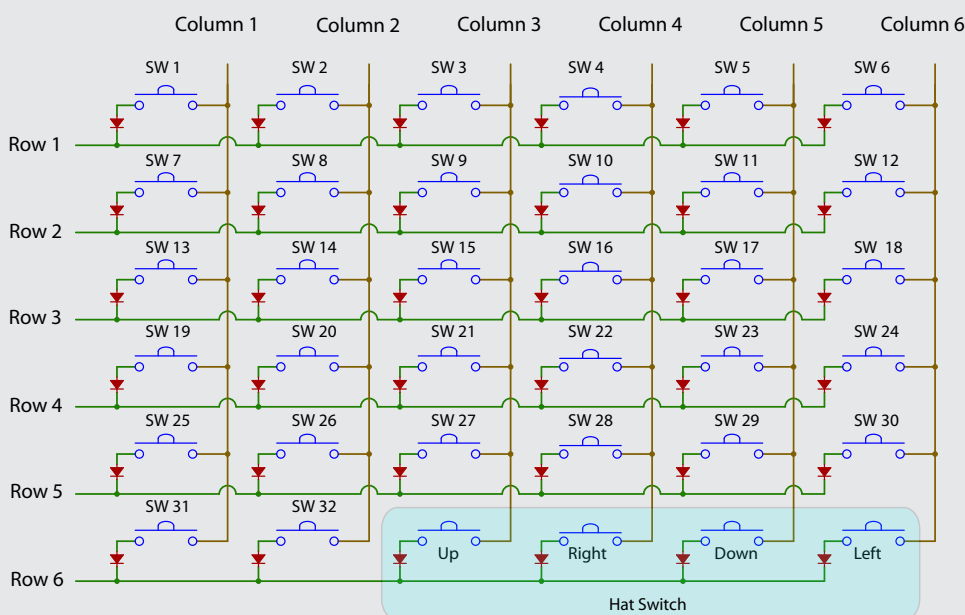 Column 1 Column 2 Column 3 Column 4 Column 5 Column 6
SW 1 SW 2 SW 3 SW 4 SW 5 SW 6
Row 1
SW 7 SW 8 SW 9 SW 10 SW 11 SW 12
Row 2
SW 13 SW 14 SW 15 SW 16 SW 17 SW 18
Row 3
SW 19 SW 20 SW 21 SW 22 SW 23 SW 24
Row 4
SW 25 SW 26 SW 27 SW 28 SW 29 SW 30
Row 5
SW 31 SW 32
Up Right Down Left
Row 6
Hat Switch